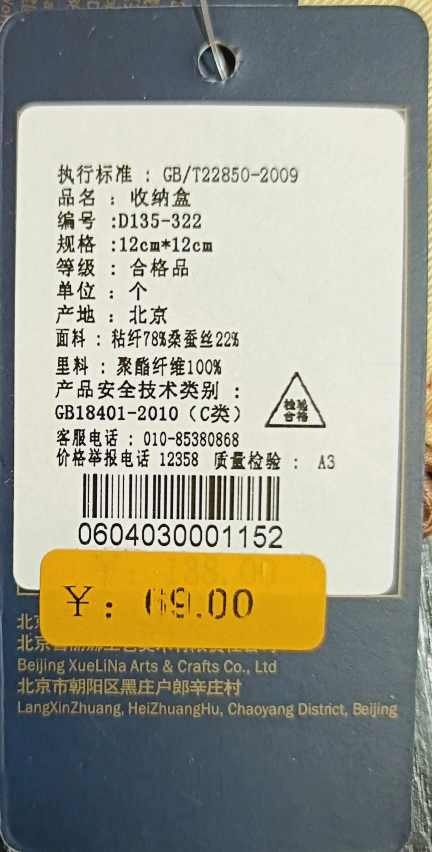 执行标准 : GB/T22850-2009
品名 : 收纳盒
编号 :D135-322
规格 :12cm*12cm
等级 : 合格品
单位 : 个
产地 : 北京
面料 : 粘纤78%桑蚕丝22%
里料 : 聚酯纤维100%
产品安全技术类别 :
GB18401-2010（C类）
检验
合格
客服电话 : 010-85380868
价格举报电话 12358 质量检验 : A3
0604030001152
¥: 69.00
Beijing XueLiNa Arts & Crafts Co., Ltd
北京市朝阳区黑庄户郎辛庄村
LangXinZhuang, HeiZhuangHu, Chaoyang District, Beijing